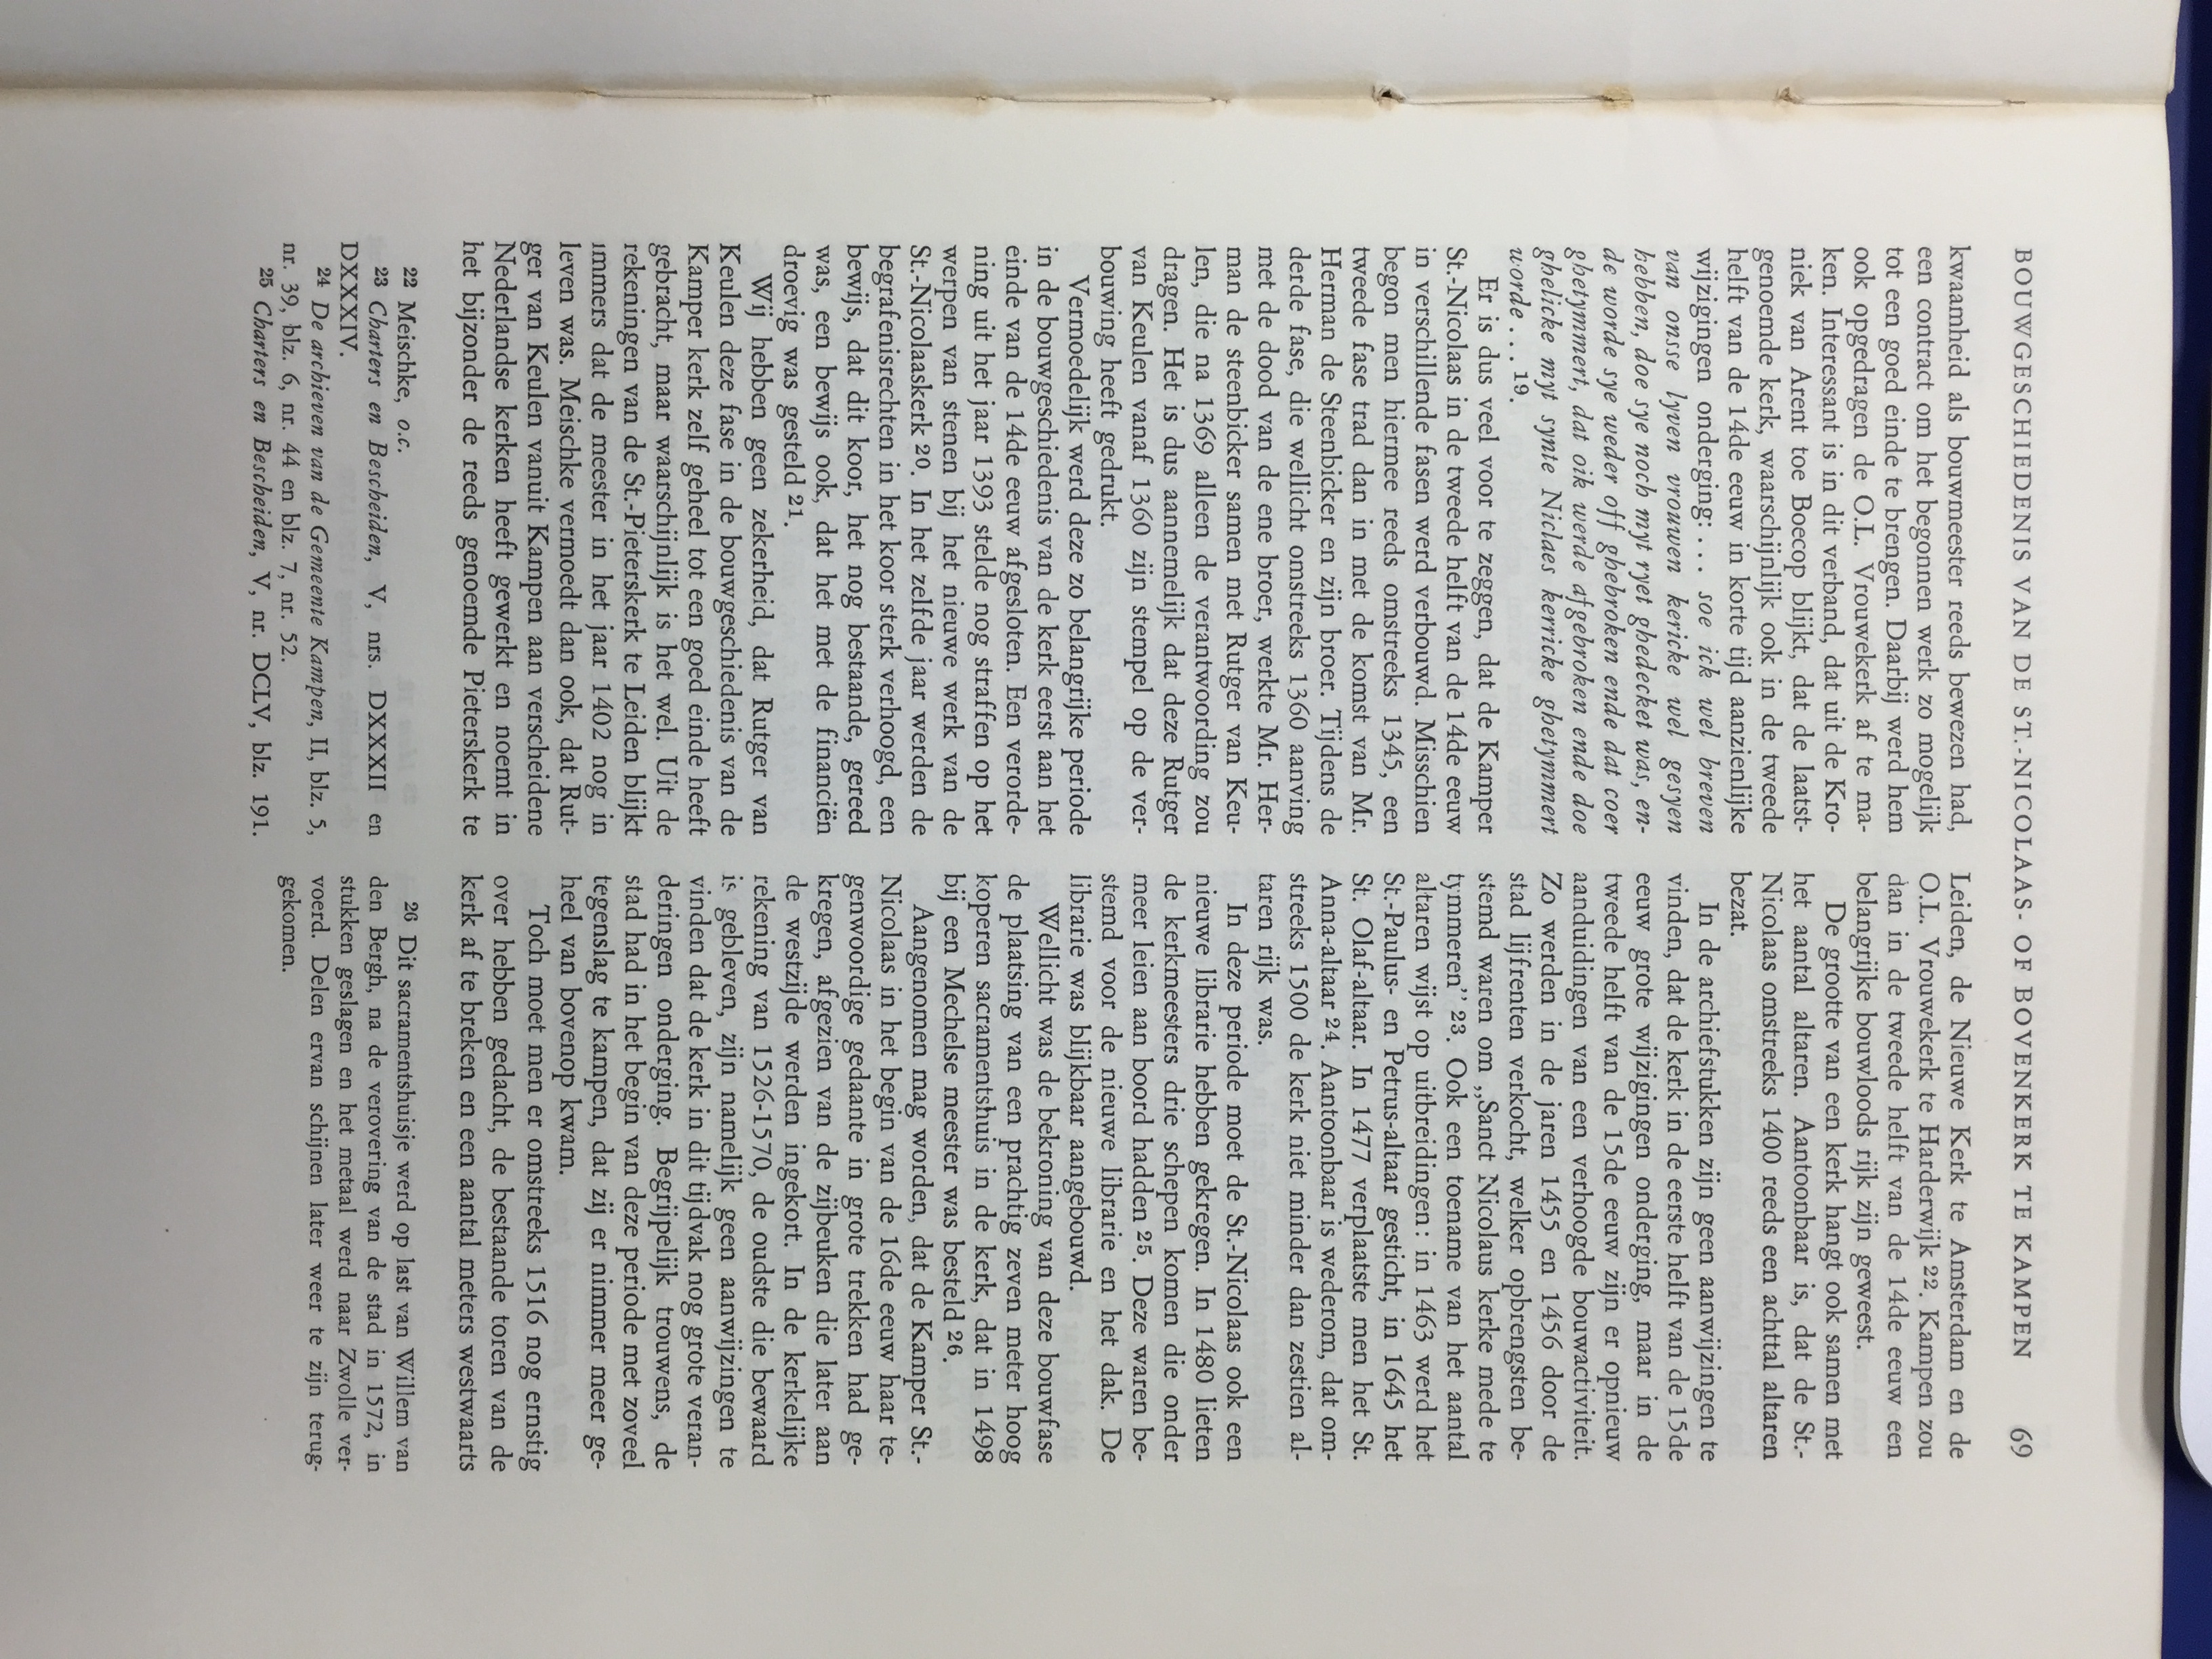 BOUWGESCHIEDENIS VAN DE ST.-NICOLAAS- OF BOVENKERK TE KAMPEN 69
kwaamheid als bouwmeester reeds bewezen had,
een contract om het begonnen werk zo mogelijk
tot een goed einde te brengen. Daarbij werd hem
ook opgedragen de O.L. Vrouwekerk af te ma-
ken. Interessant is in dit verband, dat uit de Kro-
niek van Arent toe Boecop blijkt, dat de laatst-
genoemde kerk, waarschijnlijk ook in de tweede
helft van de 14de eeuw in korte tijd aanzienlijke
wijzigingen onderging: ... soe ick wel breven
van onsse lyven vrouwen kericke wel gesyen
hebben, doe sye noch myt ryet ghedecket was, en-
de worde sye weder off ghebroken ende dat coer
ghetymmert, dat oik werde afgebroken ende doe
ghelicke myt synte Niclaes kerricke ghetymmert
worde ... 19.
Er is dus veel voor te zeggen, dat de Kamper
St.-Nicolaas in de tweede helft van de 14de eeuw
in verschillende fasen werd verbouwd. Misschien
begon men hiermee reeds omstreeks 1345, een
tweede fase trad dan in met de komst van Mr.
Herman de Steenbicker en zijn broer. Tijdens de
derde fase, die wellicht omstreeks 1360 aanving
met de dood van de ene broer, werkte Mr. Her-
man de steenbicker samen met Rutger van Keu-
len, die na 1369 alleen de verantwoording zou
dragen. Het is dus aannemelijk dat deze Rutger
van Keulen vanaf 1360 zijn stempel op de ver-
bouwing heeft gedrukt.
Vermoedelijk werd deze zo belangrijke periode
in de bouwgeschiedenis van de kerk eerst aan het
einde van de 14de eeuw afgesloten. Een verorde-
ning uit het jaar 1393 stelde nog straffen op het
werpen van stenen bij het nieuwe werk van de
St.-Nicolaaskerk 20. In het zelfde jaar werden de
begrafenisrechten in het koor sterk verhoogd, een
bewijs, dat dit koor, het nog bestaande, gereed
was, een bewijs ook, dat het met de financiën
droevig was gesteld 21.
Wij hebben geen zekerheid, dat Rutger van
Keulen deze fase in de bouwgeschiedenis van de
Kamper kerk zelf geheel tot een goed einde heeft
gebracht, maar waarschijnlijk is het wel. Uit de
rekeningen van de St.-Pieterskerk te Leiden blijkt
immers dat de meester in het jaar 1402 nog in
leven was. Meischke vermoedt dan ook, dat Rut-
ger van Keulen vanuit Kampen aan verscheidene
Nederlandse kerken heeft gewerkt en noemt in
het bijzonder de reeds genoemde Pieterskerk te
22 Meischke, o.c.
23 Charters en Bescheiden, V, nrs. DXXXII en
DXXXIV.
24 De archieven van de Gemeente Kampen, II, blz. 5,
nr. 39, blz. 6, nr. 44 en blz. 7, nr. 52.
25 Charters en Bescheiden, V, nr. DCLV, blz. 191.
Leiden, de Nieuwe Kerk te Amsterdam en de
O.L. Vrouwekerk te Harderwijk 22. Kampen zou
dan in de tweede helft van de 14de eeuw een
belangrijke bouwloods rijk zijn geweest.
De grootte van een kerk hangt ook samen met
het aantal altaren. Aantoonbaar is, dat de St.-
Nicolaas omstreeks 1400 reeds een achttal altaren
bezat.
In de archiefstukken zijn geen aanwijzingen te
vinden, dat de kerk in de eerste helft van de 15de
eeuw grote wijzigingen onderging, maar in de
tweede helft van de 15de eeuw zijn er opnieuw
aanduidingen van een verhoogde bouwactiviteit.
Zo werden in de jaren 1455 en 1456 door de
stad lijfrenten verkocht, welker opbrengsten be-
stemd waren om „Sanct Nicolaus kerke mede te
tymmeren” 23. Ook een toename van het aantal
altaren wijst op uitbreidingen: in 1463 werd het
St.-Paulus- en Petrus-altaar gesticht, in 1645 het
St. Olaf-altaar. In 1477 verplaatste men het St.
Anna-altaar 24. Aantoonbaar is wederom, dat om-
streeks 1500 de kerk niet minder dan zestien al-
taren rijk was.
In deze periode moet de St.-Nicolaas ook een
nieuwe librarie hebben gekregen. In 1480 lieten
de kerkmeesters drie schepen komen die onder
meer leien aan boord hadden 25. Deze waren be-
stemd voor de nieuwe librarie en het dak. De
librarie was blijkbaar aangebouwd.
Wellicht was de bekroning van deze bouwfase
de plaatsing van een prachtig zeven meter hoog
koperen sacramentshuis in de kerk, dat in 1498
bij een Mechelse meester was besteld 26.
Aangenomen mag worden, dat de Kamper St.-
Nicolaas in het begin van de 16de eeuw haar te-
genwoordige gedaante in grote trekken had ge-
kregen, afgezien van de zijbeuken die later aan
de westzijde werden ingekort. In de kerkelijke
rekening van 1526-1570, de oudste die bewaard
is gebleven, zijn namelijk geen aanwijzingen te
vinden dat de kerk in dit tijdvak nog grote veran-
deringen onderging. Begrijpelijk trouwens, de
stad had in het begin van deze periode met zoveel
tegenslag te kampen, dat zij er nimmer meer ge-
heel van bovenop kwam.
Toch moet men er omstreeks 1516 nog ernstig
over hebben gedacht, de bestaande toren van de
kerk af te breken en een aantal meters westwaarts
26 Dit sacramentshuisje werd op last van Willem van
den Bergh, na de verovering van de stad in 1572, in
stukken geslagen en het metaal werd naar Zwolle ver-
voerd. Delen ervan schijnen later weer te zijn terug-
gekomen.